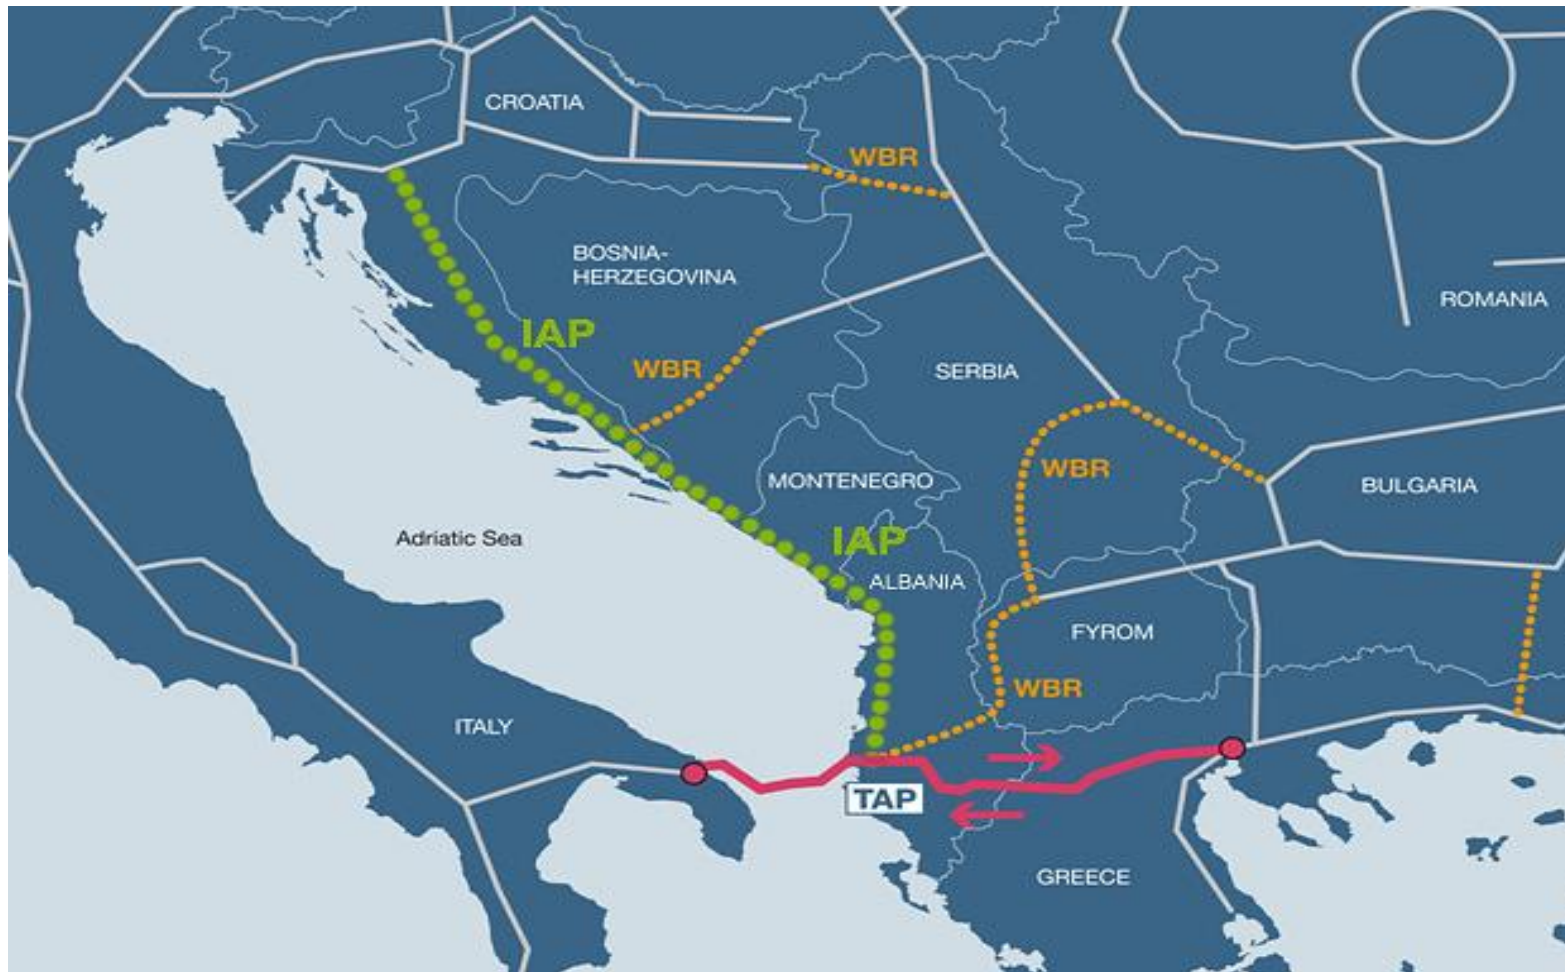 CROATIA
WBR
BOSNIA-
HERZEGOVINA
ROMANIA
IAP
WBR
SERBIA
WBR
MONTENEGRO
BULGARIA
Adriatic Sea
IAP
ALBANIA
FYROM
WBR
ITALY
TAP
GREECE